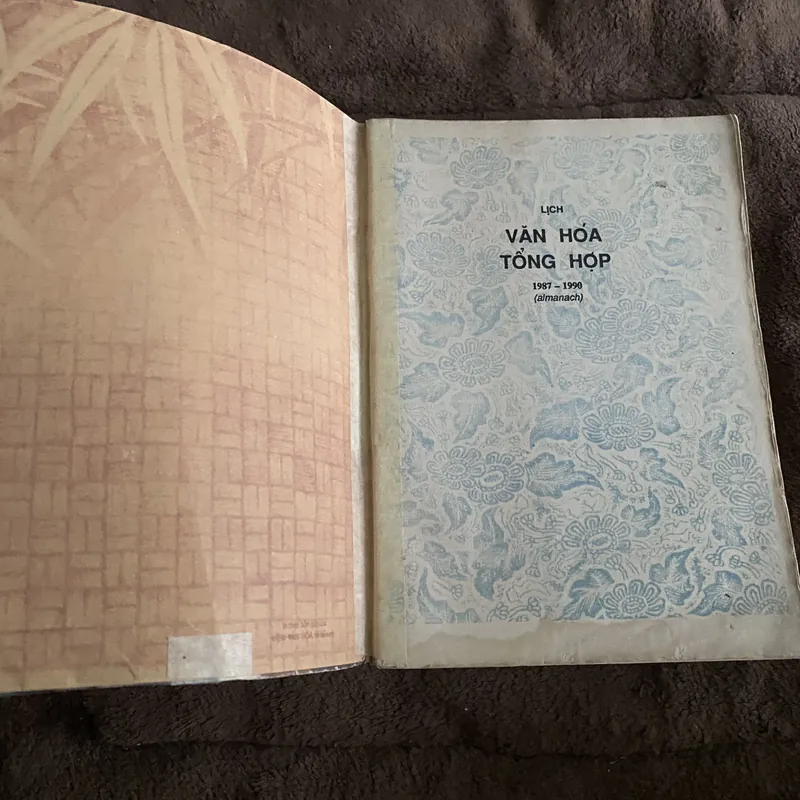 LỊCH
VĂN HÓA
TỔNG HỢP
1987 – 1990
(almanach)